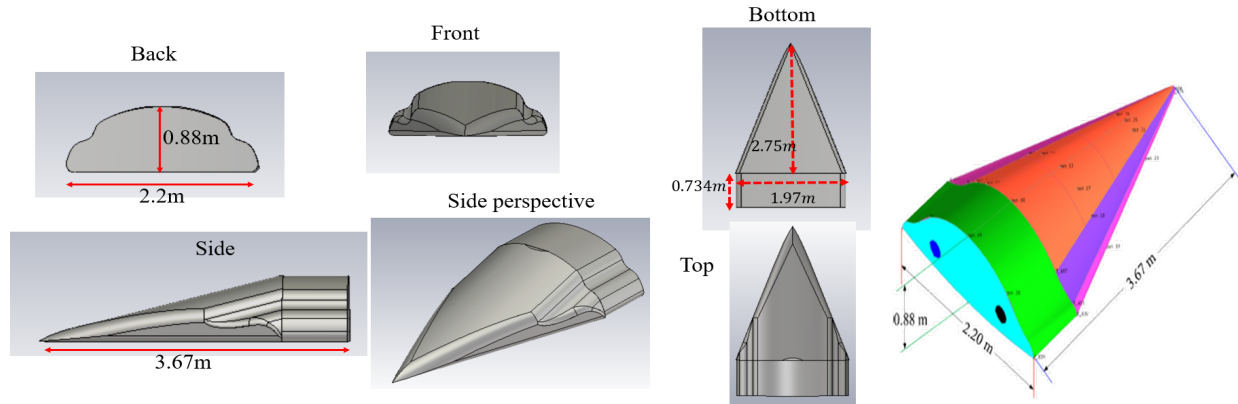 Back
0.88m
2.2m
Front
Side
3.67m
Side perspective
Bottom
2.75m
0.734m
1.97m
Top
3.67 m
0.88 m
2.20 m